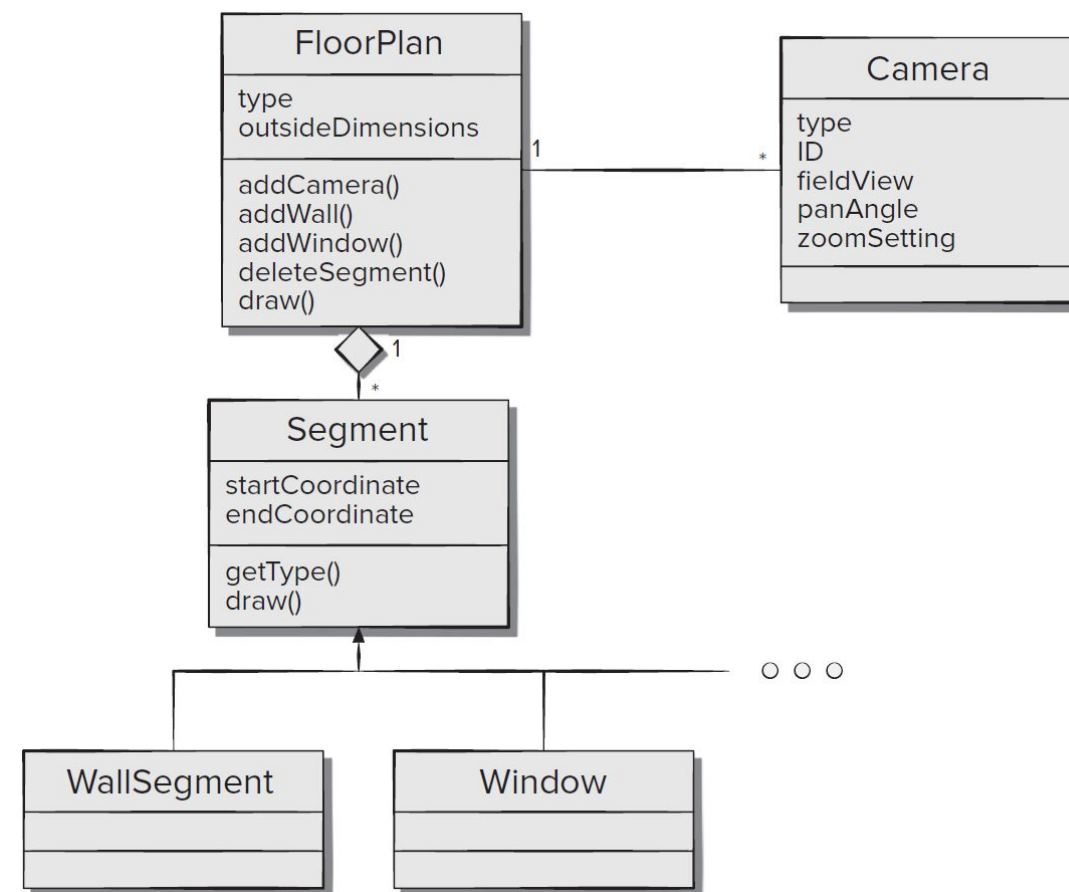 FloorPlan
type
outsideDimensions
addCamera()
addWall()
addWindow()
deleteSegment()
draw()
1
*
Camera
type
ID
fieldView
panAngle
zoomSetting
1
*
Segment
startCoordinate
endCoordinate
getType()
draw()
WallSegment
Window